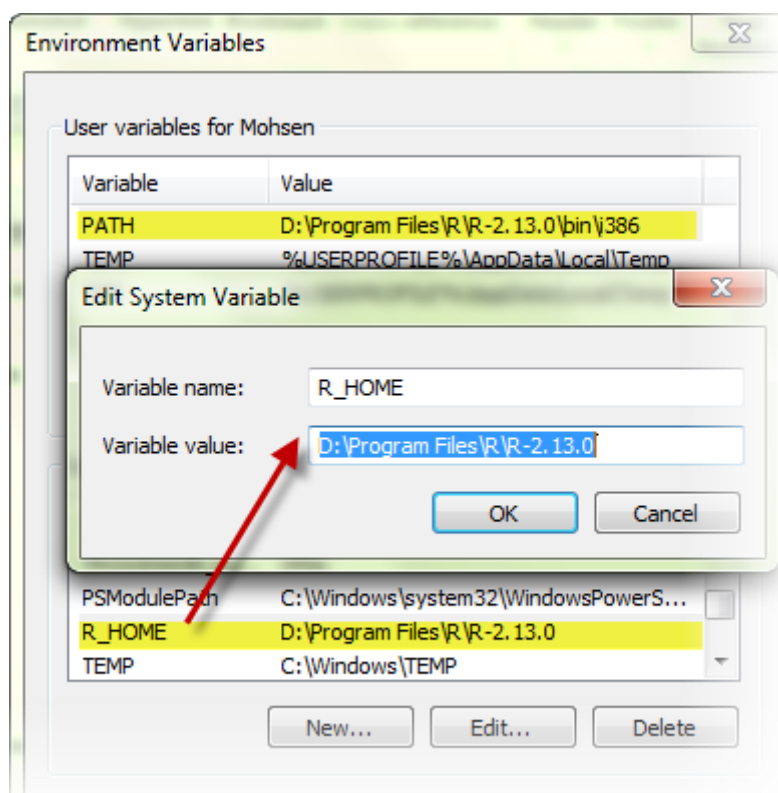 Environment Variables
User variables for Mohsen
Variable Value
PATH D:\Program Files\R\R-2.13.0\bin\i386
TEMP %USERPROFILE%\AppData\Local\Temp
Edit System Variable
Variable name: R_HOME
Variable value: D:\Program Files\R\R-2.13.0
OK Cancel
PSModulePath C:\Windows\system32\WindowsPowerS...
R_HOME D:\Program Files\R\R-2.13.0
TEMP C:\Windows\TEMP
New... Edit... Delete